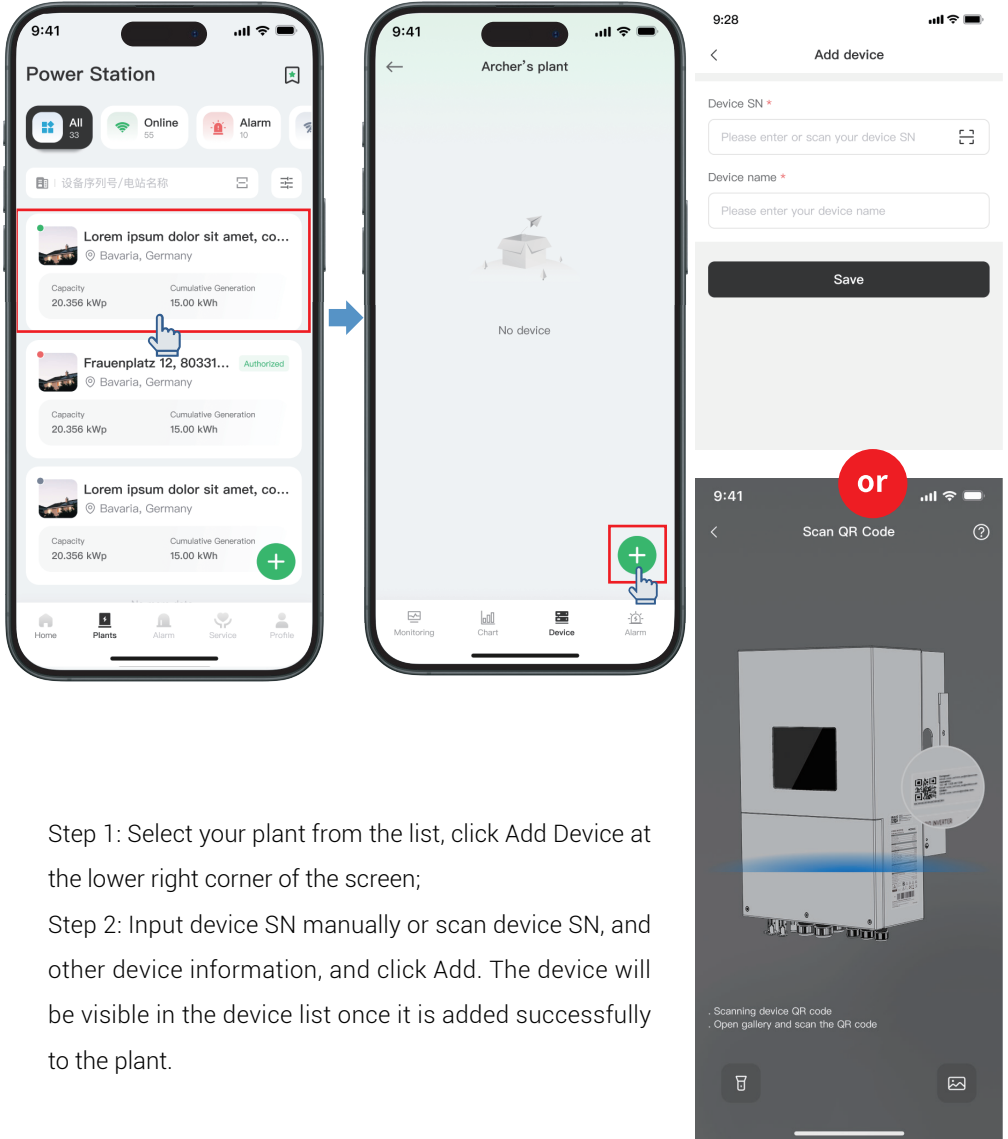 9:41
Power Station
All
33
Online
55
Alarm
10
设备序列号/电站名称
Lorem ipsum dolor sit amet, co...
Bavaria, Germany
Capacity
Cumulative Generation
20.356 kWp
15.00 kWh
Frauenplatz 12, 80331...
Authorized
Bavaria, Germany
Capacity
Cumulative Generation
20.356 kWp
15.00 kWh
Lorem ipsum dolor sit amet, co...
Bavaria, Germany
Capacity
Cumulative Generation
20.356 kWp
15.00 kWh
Home
Plants
Alarm
Service
Profile
9:41
Archer's plant
No device
Monitoring
Chart
Device
Alarm
9:28
Add device
Device SN *
Please enter or scan your device SN
Device name *
Please enter your device name
Save
or
9:41
Scan QR Code
. Scanning device QR code
. Open gallery and scan the QR code
Step 1: Select your plant from the list, click Add Device at
the lower right corner of the screen;
Step 2: Input device SN manually or scan device SN, and
other device information, and click Add. The device will
be visible in the device list once it is added successfully
to the plant.